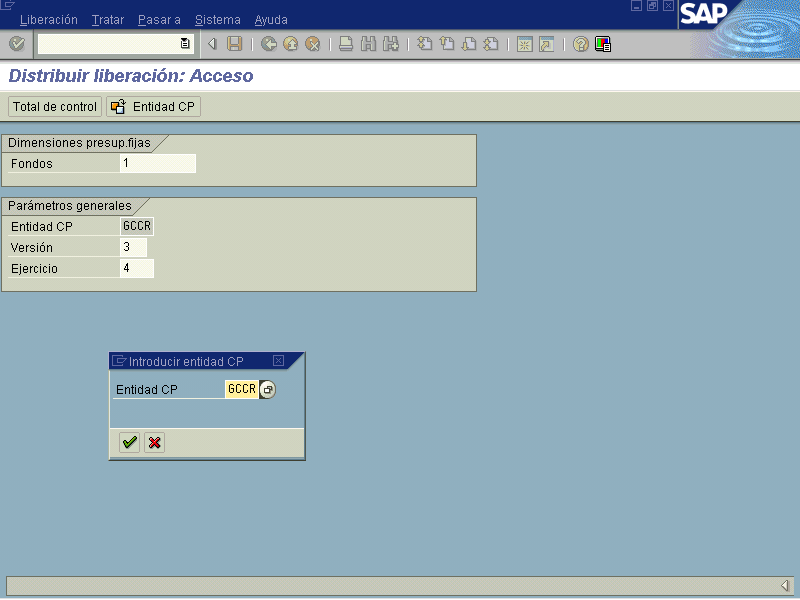 Liberación Tratar Pasar a Sistema Ayuda
SAP
Distribuir liberación: Acceso
Total de control Entidad CP
Dimensiones presup.fijas
Fondos 1
Parámetros generales
Entidad CP GCCR
Versión 3
Ejercicio 4
Introducir entidad CP
Entidad CP GCCR